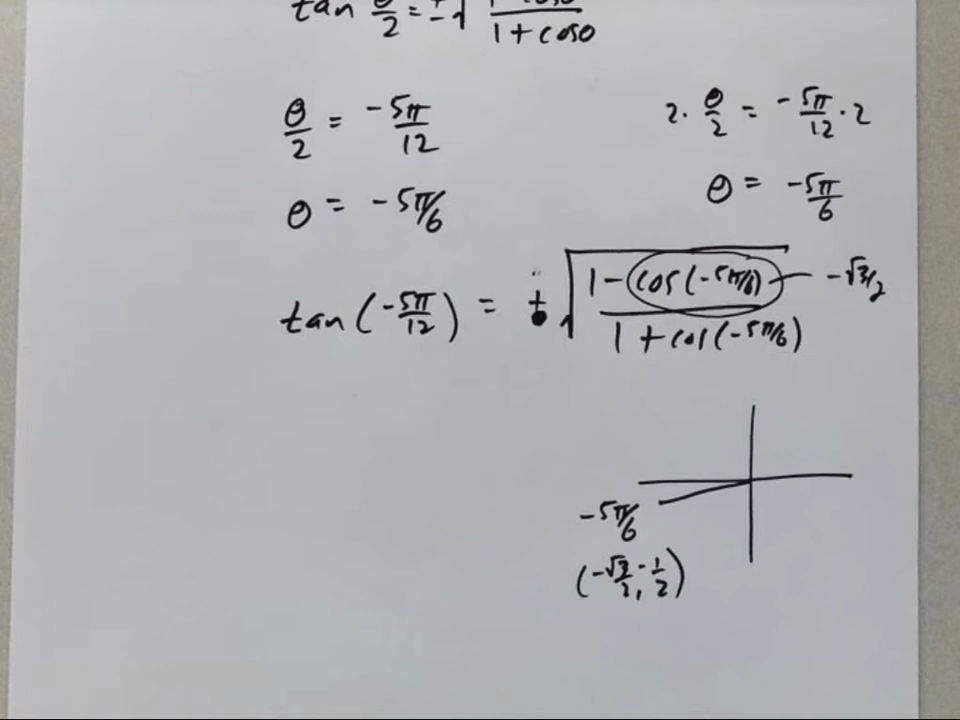 tan θ/2 = ±√(1 - cosθ / 1 + cosθ)
θ/2 = -5π/12
2 · θ/2 = -5π/12 · 2
θ = -5π/6
θ = -5π/6
tan(-5π/12) = ±√(1 - cos(-5π/6) / 1 + cos(-5π/6))
-√3/2
-5π/6
(-√3/2, -1/2)